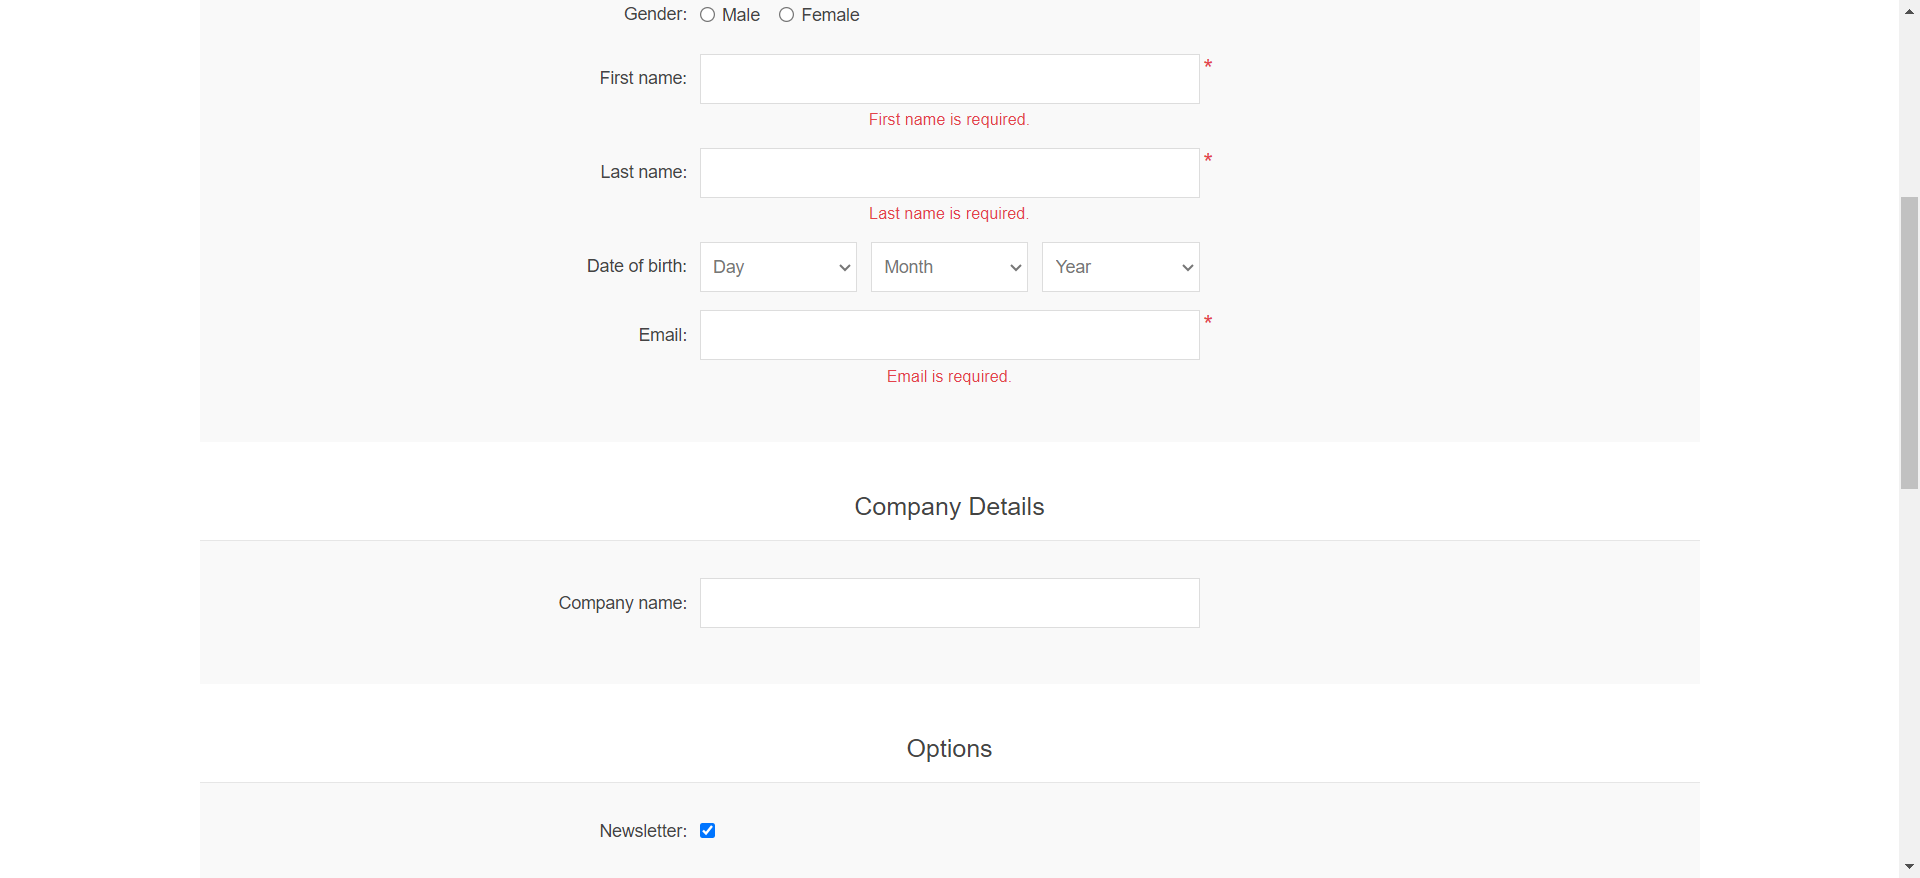 Gender: Male Female
First name: *
First name is required.
Last name: *
Last name is required.
Date of birth: Day Month Year
Email: *
Email is required.
Company Details
Company name:
Options
Newsletter: